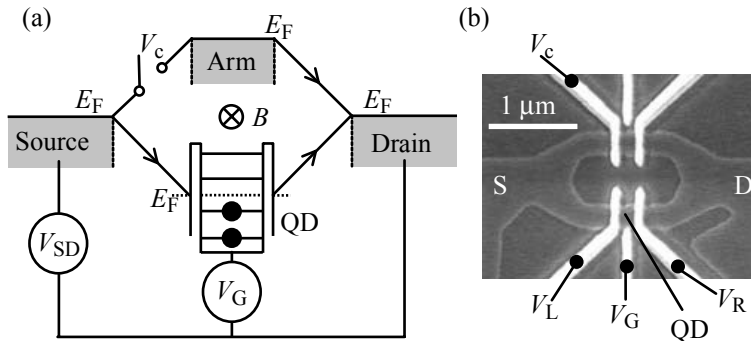 (a)
E_F
V_c
Arm
E_F
E_F
Source
B
E_F
Drain
E_F
QD
V_SD
V_G
(b)
V_c
1 μm
S
D
V_L
V_G
QD
V_R